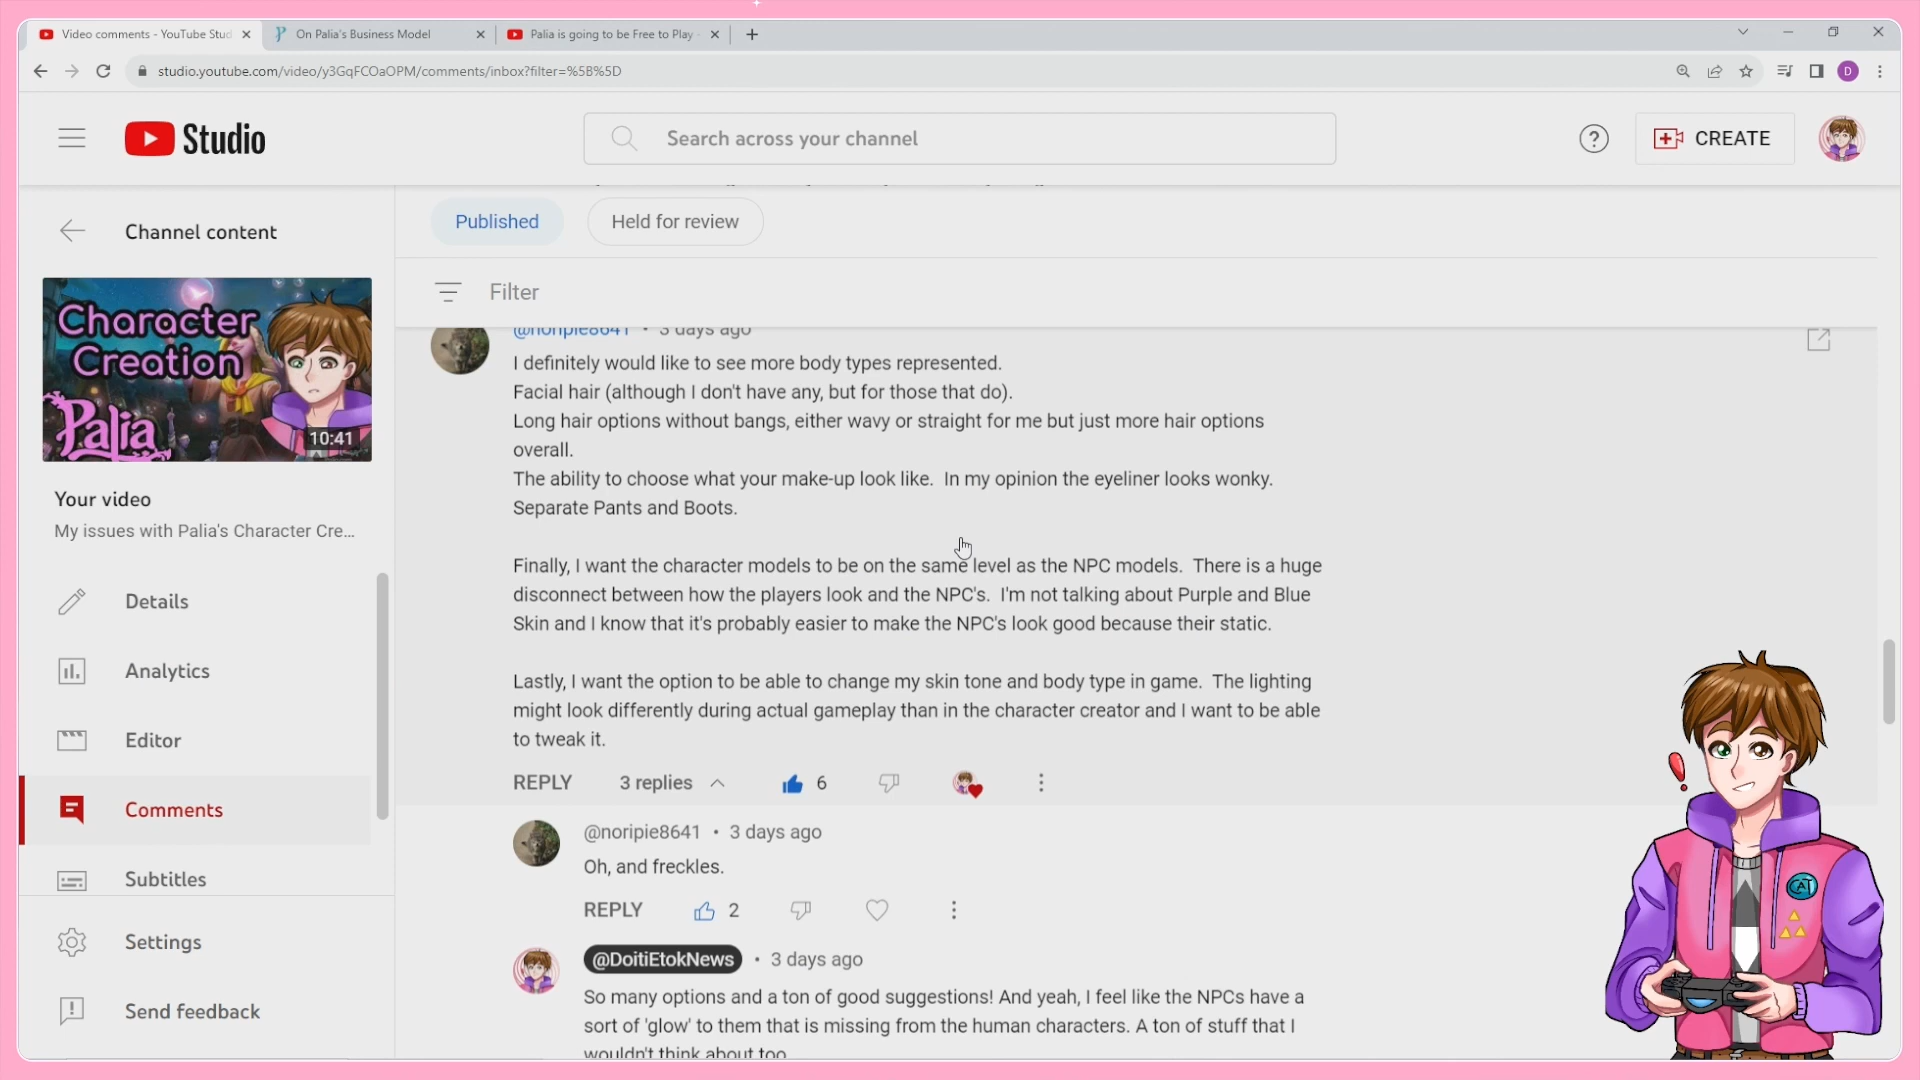 Video comments - YouTube Stud
On Palia's Business Model
Palia is going to be Free to Play -
studio.youtube.com/video/y3GqFCOaOPM/comments/inbox?filter=%5B%5D
D
Studio
Search across your channel
?
CREATE
Channel content
Published
Held for review
Filter
Character
Creation
Palia
10:41
Your video
My issues with Palia's Character Cre...
Details
Analytics
Editor
Comments
Subtitles
Settings
Send feedback
@noripie8641 • 3 days ago
I definitely would like to see more body types represented.
Facial hair (although I don't have any, but for those that do).
Long hair options without bangs, either wavy or straight for me but just more hair options
overall.
The ability to choose what your make-up look like.  In my opinion the eyeliner looks wonky.
Separate Pants and Boots.
Finally, I want the character models to be on the same level as the NPC models.  There is a huge
disconnect between how the players look and the NPC's.  I'm not talking about Purple and Blue
Skin and I know that it's probably easier to make the NPC's look good because their static.
Lastly, I want the option to be able to change my skin tone and body type in game.  The lighting
might look differently during actual gameplay than in the character creator and I want to be able
to tweak it.
REPLY 3 replies 6
@noripie8641 • 3 days ago
Oh, and freckles.
REPLY 2
@DoitiEtokNews • 3 days ago
So many options and a ton of good suggestions! And yeah, I feel like the NPCs have a
sort of 'glow' to them that is missing from the human characters. A ton of stuff that I
wouldn't think about too
CAT